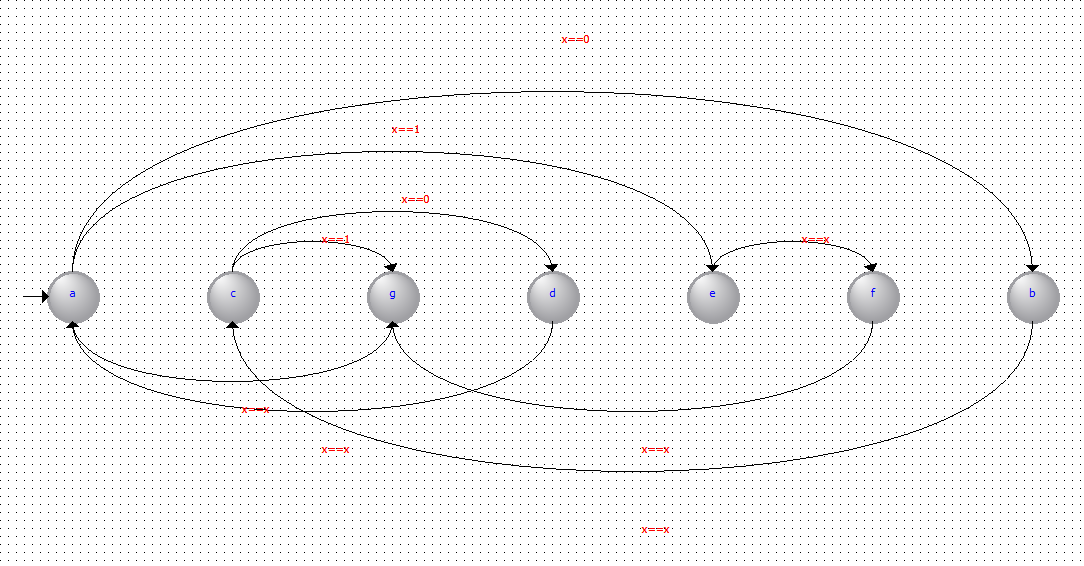 x==0
x==1
x==0
x==1
x==x
a
c
g
d
e
f
b
x==x
x==x
x==x
x==x